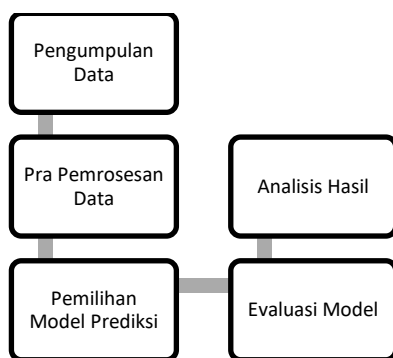 Pengumpulan
Data
Pra Pemrosesan
Data
Pemilihan
Model Prediksi
Evaluasi Model
Analisis Hasil